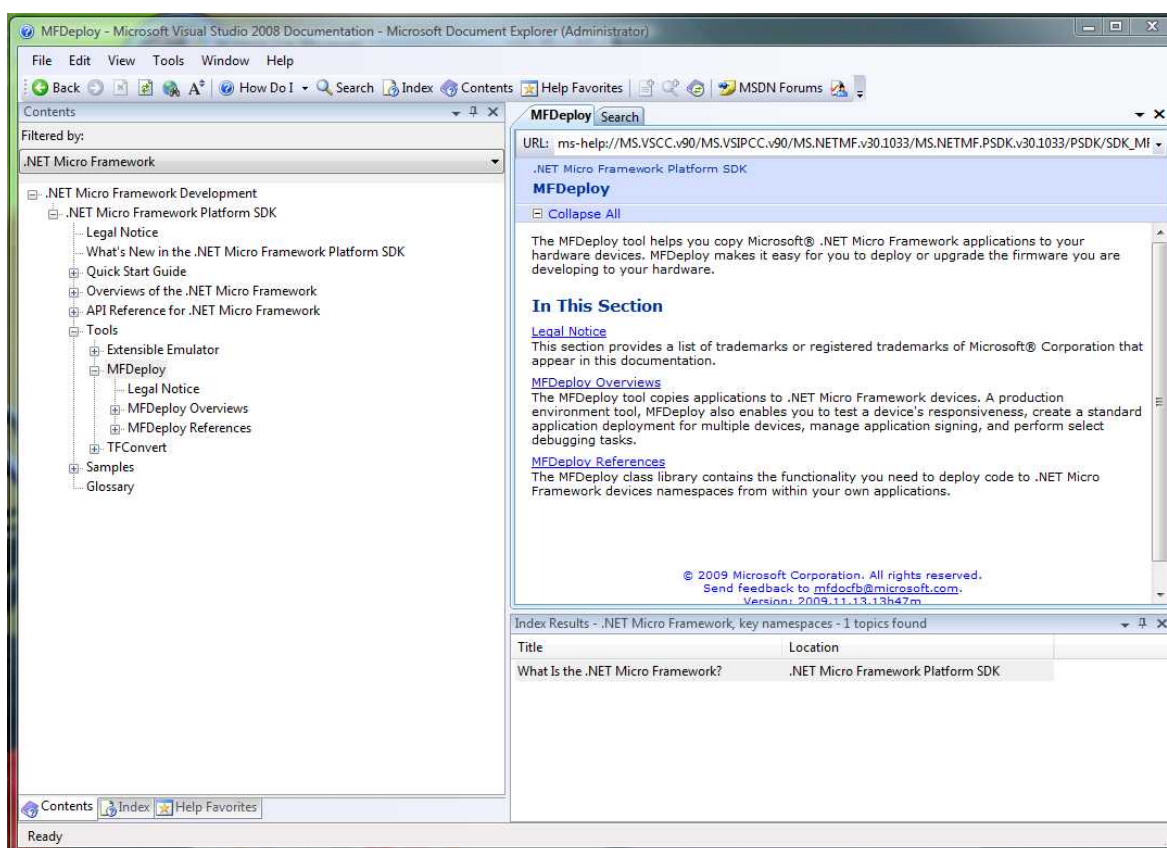 MFDeploy - Microsoft Visual Studio 2008 Documentation - Microsoft Document Explorer (Administrator)
File Edit View Tools Window Help
Back How Do I Search Index Contents Help Favorites MSDN Forums
Contents
Filtered by:
.NET Micro Framework
.NET Micro Framework Development
.NET Micro Framework Platform SDK
Legal Notice
What's New in the .NET Micro Framework Platform SDK
Quick Start Guide
Overviews of the .NET Micro Framework
API Reference for .NET Micro Framework
Tools
Extensible Emulator
MFDeploy
Legal Notice
MFDeploy Overviews
MFDeploy References
TFConvert
Samples
Glossary
Contents Index Help Favorites
MFDeploy Search
URL: ms-help://MS.VSCC.v90/MS.VSIPCC.v90/MS.NETMF.v30.1033/MS.NETMF.PSDK.v30.1033/PSDK/SDK_MF
.NET Micro Framework Platform SDK
MFDeploy
Collapse All
The MFDeploy tool helps you copy Microsoft® .NET Micro Framework applications to your
hardware devices. MFDeploy makes it easy for you to deploy or upgrade the firmware you are
developing to your hardware.
In This Section
Legal Notice
This section provides a list of trademarks or registered trademarks of Microsoft® Corporation that
appear in this documentation.
MFDeploy Overviews
The MFDeploy tool copies applications to .NET Micro Framework devices. A production
environment tool, MFDeploy also enables you to test a device's responsiveness, create a standard
application deployment for multiple devices, manage application signing, and perform select
debugging tasks.
MFDeploy References
The MFDeploy class library contains the functionality you need to deploy code to .NET Micro
Framework devices namespaces from within your own applications.
© 2009 Microsoft Corporation. All rights reserved.
Send feedback to mfdocfb@microsoft.com.
Version: 2009.11.13.13h47m
Index Results - .NET Micro Framework, key namespaces - 1 topics found
Title Location
What Is the .NET Micro Framework? .NET Micro Framework Platform SDK
Ready